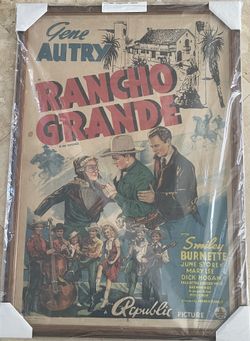 Gene
AUTRY
RANCHO
GRANDE
"Smiley
BURNETTE
JUNE STOREY
MARY LEE
DICK HOGAN
A Republic PICTURE